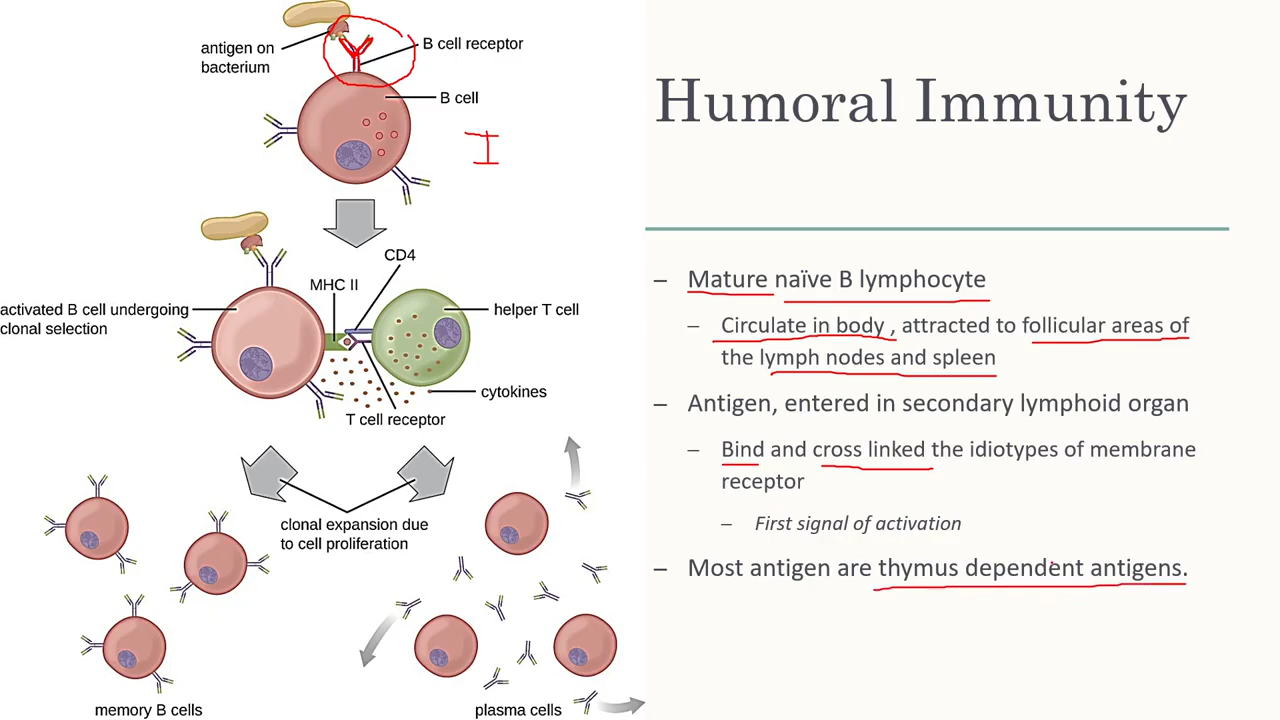 antigen on
bacterium
B cell receptor
B cell
I
CD4
MHC II
activated B cell undergoing
clonal selection
helper T cell
cytokines
T cell receptor
clonal expansion due
to cell proliferation
memory B cells
plasma cells
Humoral Immunity
– Mature naïve B lymphocyte
– Circulate in body , attracted to follicular areas of
the lymph nodes and spleen
– Antigen, entered in secondary lymphoid organ
– Bind and cross linked the idiotypes of membrane
receptor
– First signal of activation
– Most antigen are thymus dependent antigens.